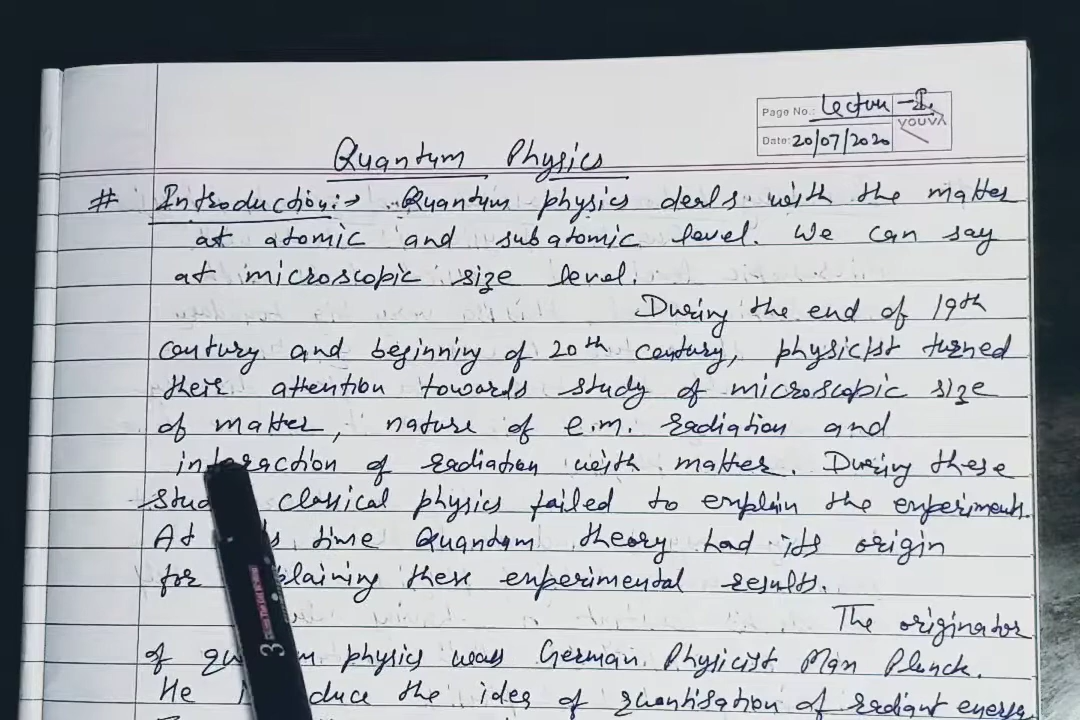 Page No.: Lecture -I.
YOUVA
Date: 20/07/2020
Quantum Physics
# Introduction:→ Quantum physics deals with the matter
at atomic and subatomic level. We can say
at microscopic size level.
During the end of 19th
century and beginning of 20th century, physicist turned
their attention towards study of microscopic size
of matter, nature of e.m. radiation and
interaction of radiation with matter. During these
classical physics failed to explain the experiments.
At time Quantum theory had its origin
for explaining these experimental results.
The originator
of quantum physics was German Physicist Max Planck.
He the idea of quantisation of radiant energy.